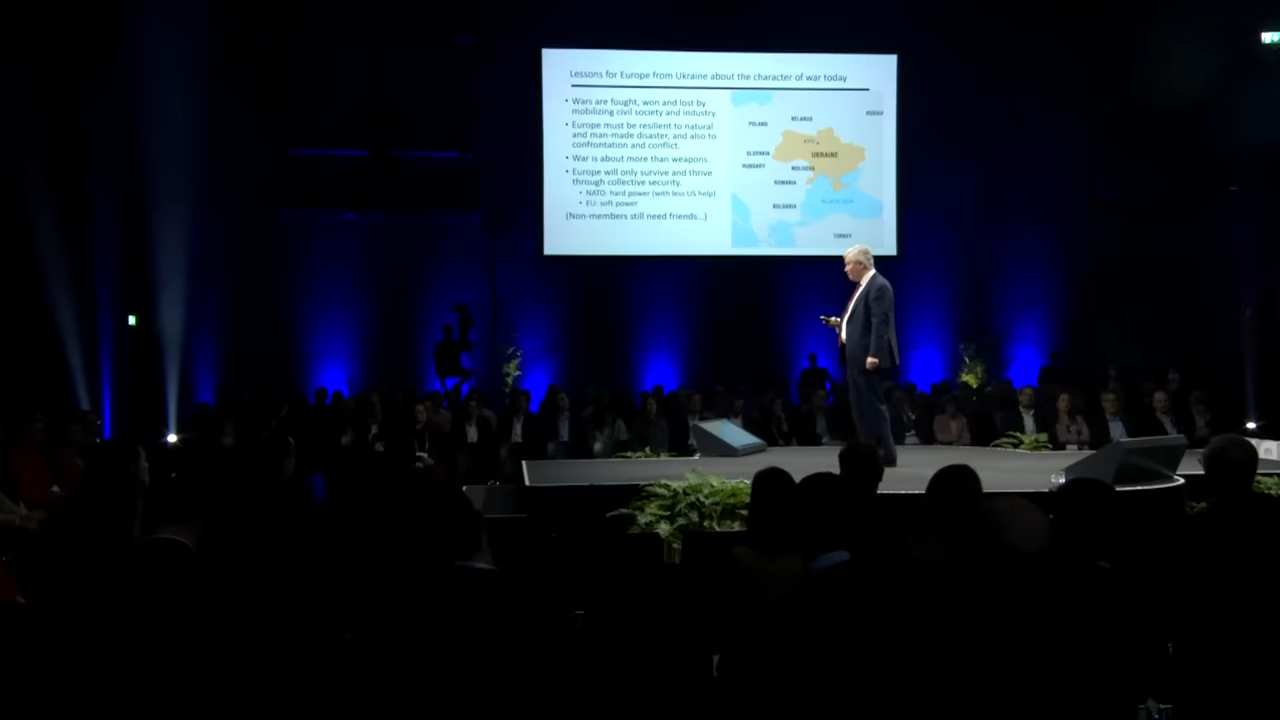 Lessons for Europe from Ukraine about the character of war today
• Wars are fought, won and lost by
mobilizing civil society and industry.
• Europe must be resilient to natural
and man-made disaster, and also to
confrontation and conflict.
• War is about more than weapons.
• Europe will only survive and thrive
through collective security.
• NATO: hard power (with less US help)
• EU: soft power
(Non-members still need friends...)
RUSSIA
BELARUS
POLAND
KYIV
UKRAINE
SLOVAKIA
HUNGARY
MOLDOVA
ROMANIA
BLACK SEA
BULGARIA
TURKEY